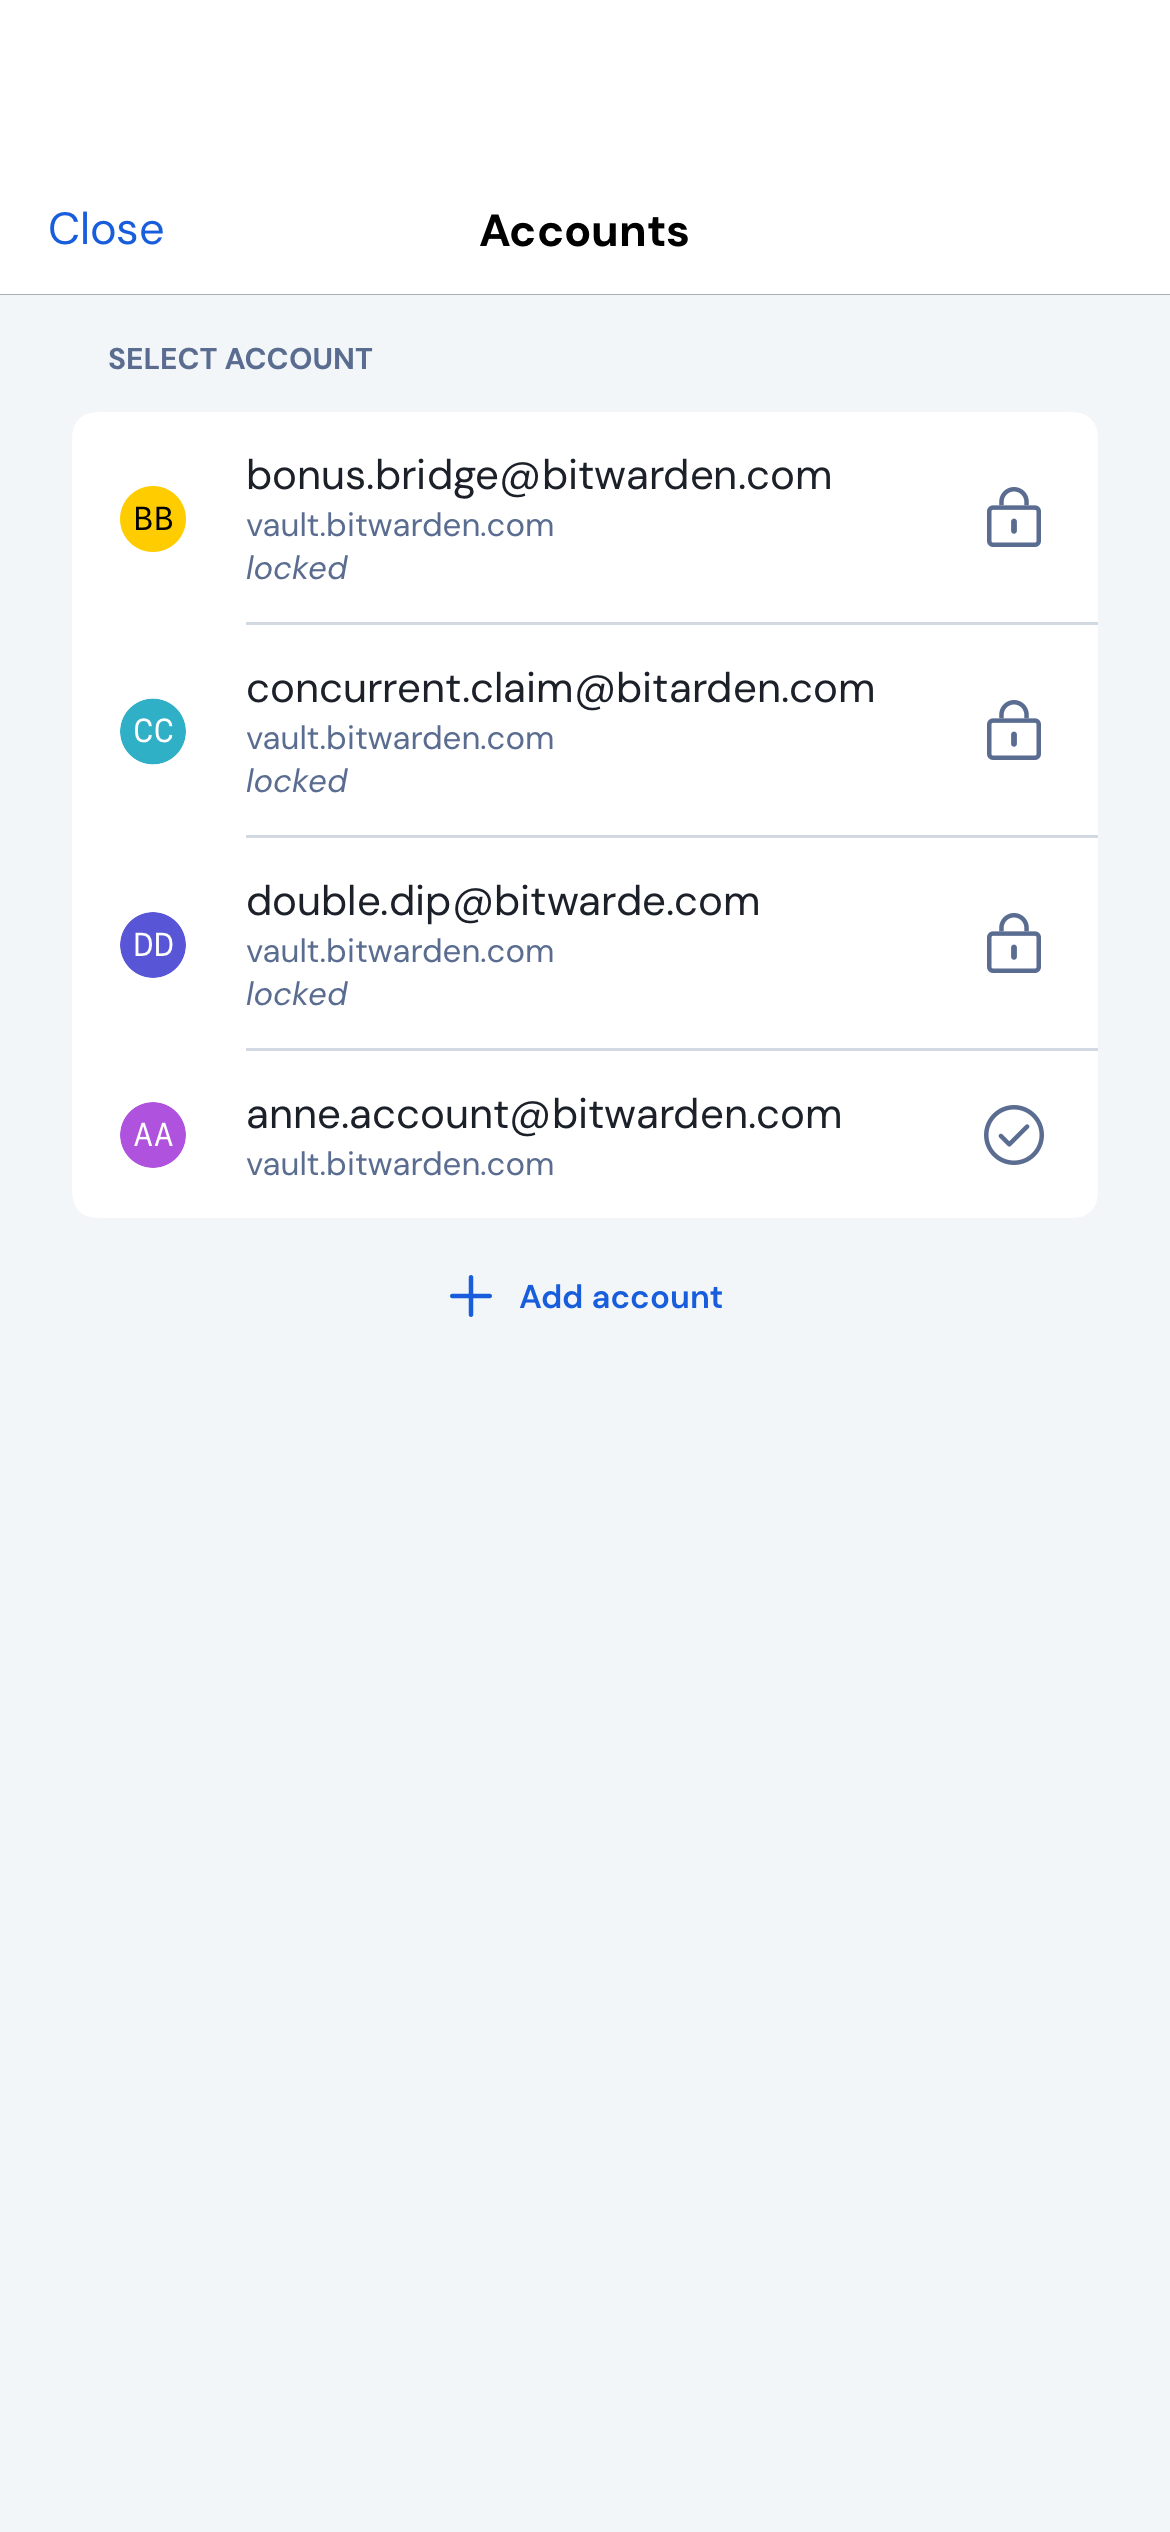 Close
Accounts
SELECT ACCOUNT
BB
bonus.bridge@bitwarden.com
vault.bitwarden.com
locked
CC
concurrent.claim@bitarden.com
vault.bitwarden.com
locked
DD
double.dip@bitwarde.com
vault.bitwarden.com
locked
AA
anne.account@bitwarden.com
vault.bitwarden.com
Add account